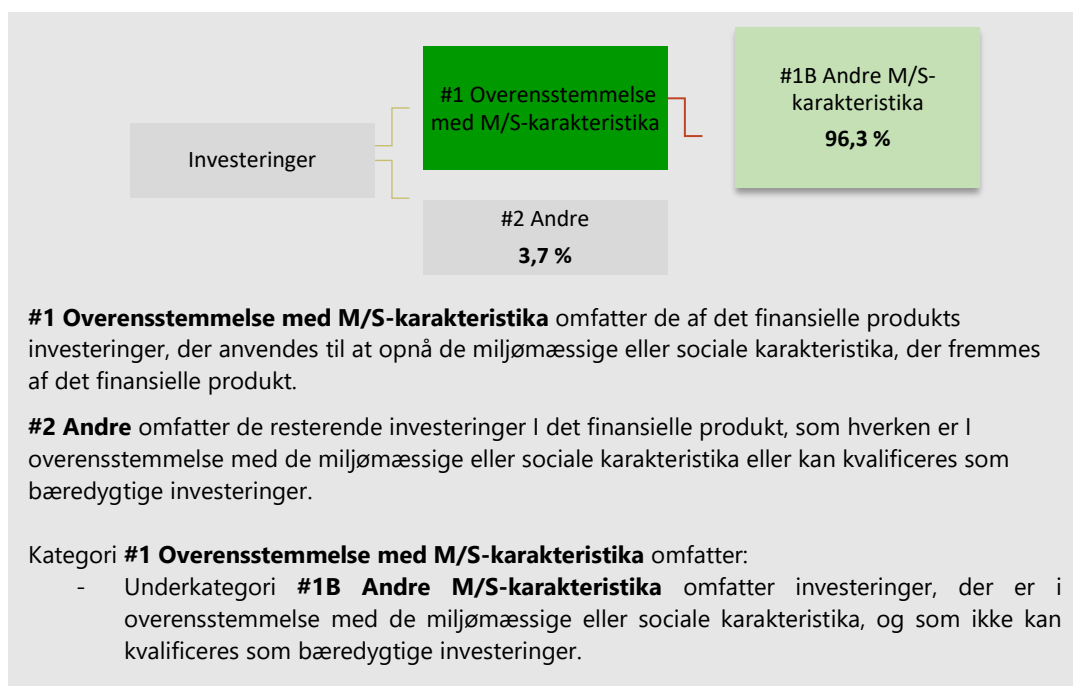 Investeringer
#1 Overensstemmelse
med M/S-karakteristika
#1B Andre M/S-
karakteristika
96,3 %
#2 Andre
3,7 %
#1 Overensstemmelse med M/S-karakteristika omfatter de af det finansielle produkts
investeringer, der anvendes til at opnå de miljømæssige eller sociale karakteristika, der fremmes
af det finansielle produkt.
#2 Andre omfatter de resterende investeringer I det finansielle produkt, som hverken er I
overensstemmelse med de miljømæssige eller sociale karakteristika eller kan kvalificeres som
bæredygtige investeringer.
Kategori #1 Overensstemmelse med M/S-karakteristika omfatter:
- Underkategori #1B Andre M/S-karakteristika omfatter investeringer, der er i
overensstemmelse med de miljømæssige eller sociale karakteristika, og som ikke kan
kvalificeres som bæredygtige investeringer.